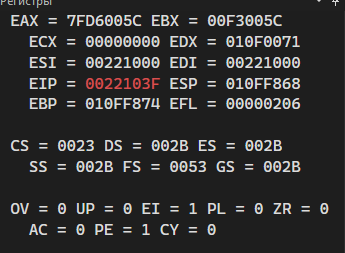 Регистры
EAX = 7FD6005C EBX = 00F3005C
ECX = 00000000 EDX = 010F0071
ESI = 00221000 EDI = 00221000
EIP = 0022103F ESP = 010FF868
EBP = 010FF874 EFL = 00000206
CS = 0023 DS = 002B ES = 002B
SS = 002B FS = 0053 GS = 002B
OV = 0 UP = 0 EI = 1 PL = 0 ZR = 0
AC = 0 PE = 1 CY = 0